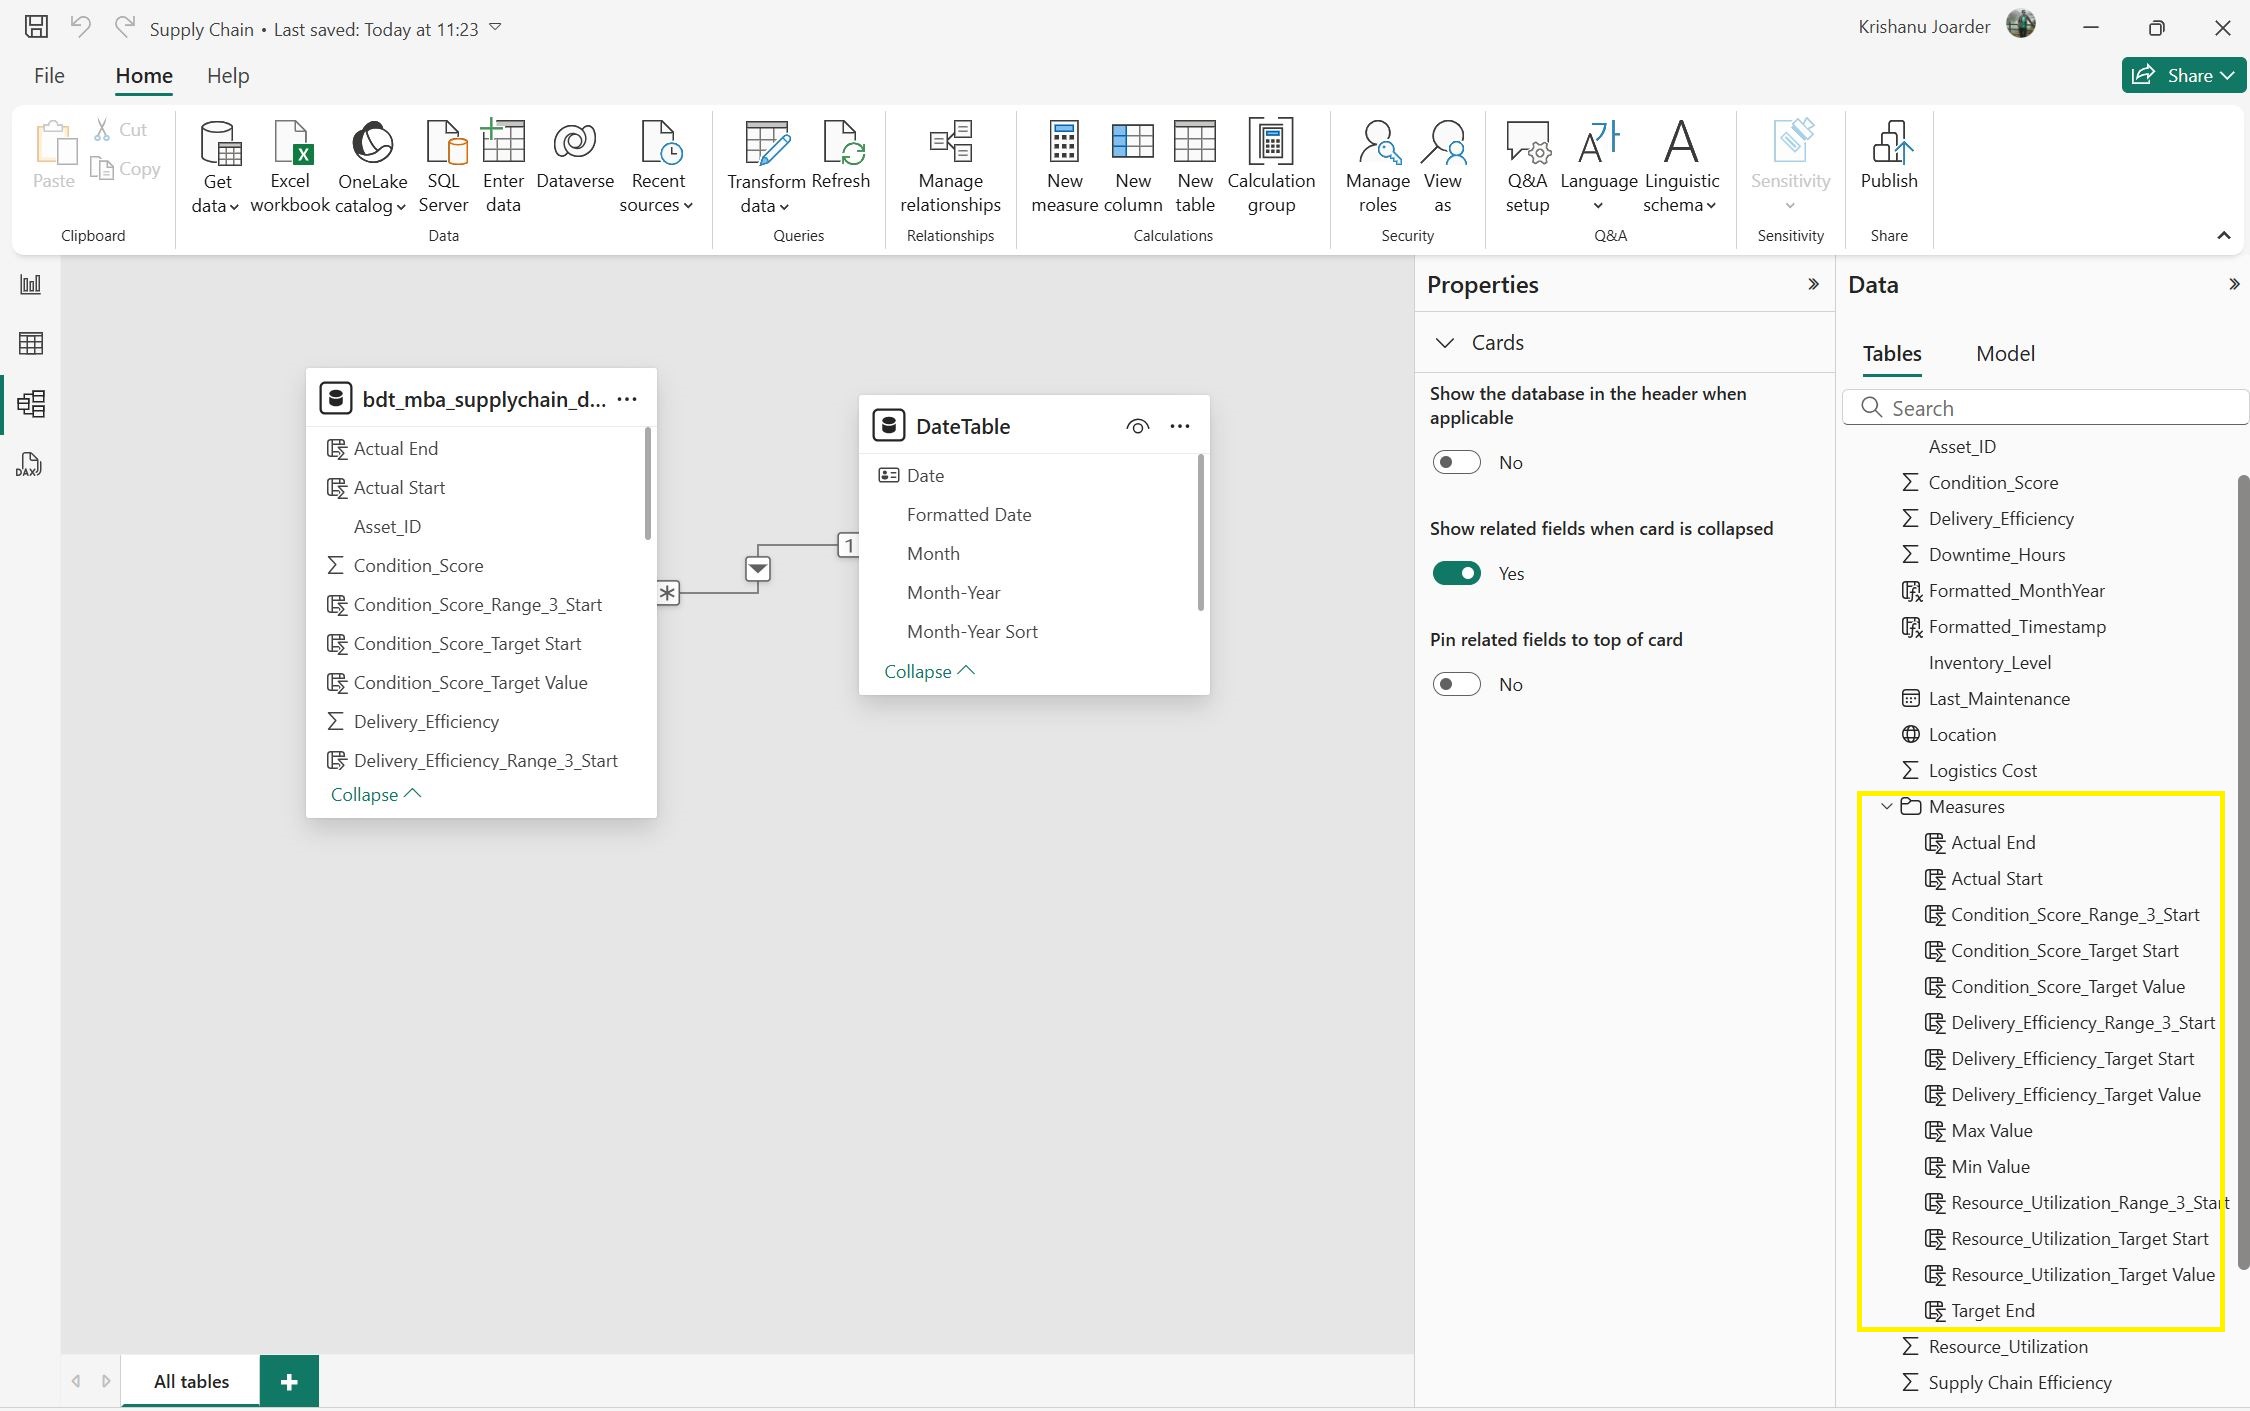 Supply Chain • Last saved: Today at 11:23
Krishanu Joarder
File Home Help
Share
Paste
Cut
Copy
Clipboard
Get data
Excel workbook
OneLake catalog
SQL Server
Enter data
Dataverse
Recent sources
Data
Transform data
Refresh
Queries
Manage relationships
Relationships
New measure
New column
New table
Calculation group
Calculations
Manage roles
View as
Security
Q&A setup
Language
Linguistic schema
Q&A
Sensitivity
Sensitivity
Publish
Share
DAX
bdt_mba_supplychain_d... ...
Actual End
Actual Start
Asset_ID
Condition_Score
Condition_Score_Range_3_Start
Condition_Score_Target Start
Condition_Score_Target Value
Delivery_Efficiency
Delivery_Efficiency_Range_3_Start
Collapse
*
1
DateTable ...
Date
Formatted Date
Month
Month-Year
Month-Year Sort
Collapse
Properties
Cards
Show the database in the header when
applicable
No
Show related fields when card is collapsed
Yes
Pin related fields to top of card
No
Data
Tables Model
Search
Asset_ID
Condition_Score
Delivery_Efficiency
Downtime_Hours
Formatted_MonthYear
Formatted_Timestamp
Inventory_Level
Last_Maintenance
Location
Logistics Cost
Measures
Actual End
Actual Start
Condition_Score_Range_3_Start
Condition_Score_Target Start
Condition_Score_Target Value
Delivery_Efficiency_Range_3_Start
Delivery_Efficiency_Target Start
Delivery_Efficiency_Target Value
Max Value
Min Value
Resource_Utilization_Range_3_Start
Resource_Utilization_Target Start
Resource_Utilization_Target Value
Target End
Resource_Utilization
Supply Chain Efficiency
All tables +